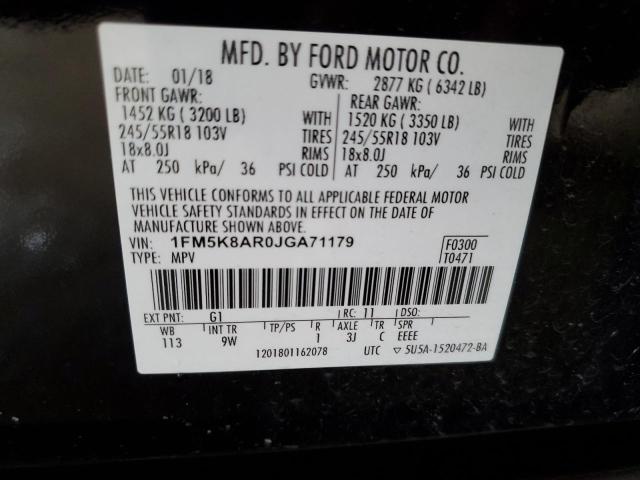 MFD. BY FORD MOTOR CO.
DATE: 01/18 GVWR: 2877 KG ( 6342 LB)
FRONT GAWR: REAR GAWR:
1452 KG ( 3200 LB) WITH 1520 KG ( 3350 LB) WITH
245/55R18 103V TIRES 245/55R18 103V TIRES
18x8.0J RIMS 18x8.0J RIMS
AT 250 kPa/ 36 PSI COLD AT 250 kPa/ 36 PSI COLD
THIS VEHICLE CONFORMS TO ALL APPLICABLE FEDERAL MOTOR
VEHICLE SAFETY STANDARDS IN EFFECT ON THE DATE OF
MANUFACTURE SHOWN ABOVE.
VIN: 1FM5K8AR0JGA71179 F0300
TYPE: MPV T0471
EXT PNT: G1 RC: 11 DSO:
WB INT TR TP/PS R AXLE TR SPR
113 9W 1 3J C EEEE
1201801162078 UTC ▽ 5U5A-1520472-BA